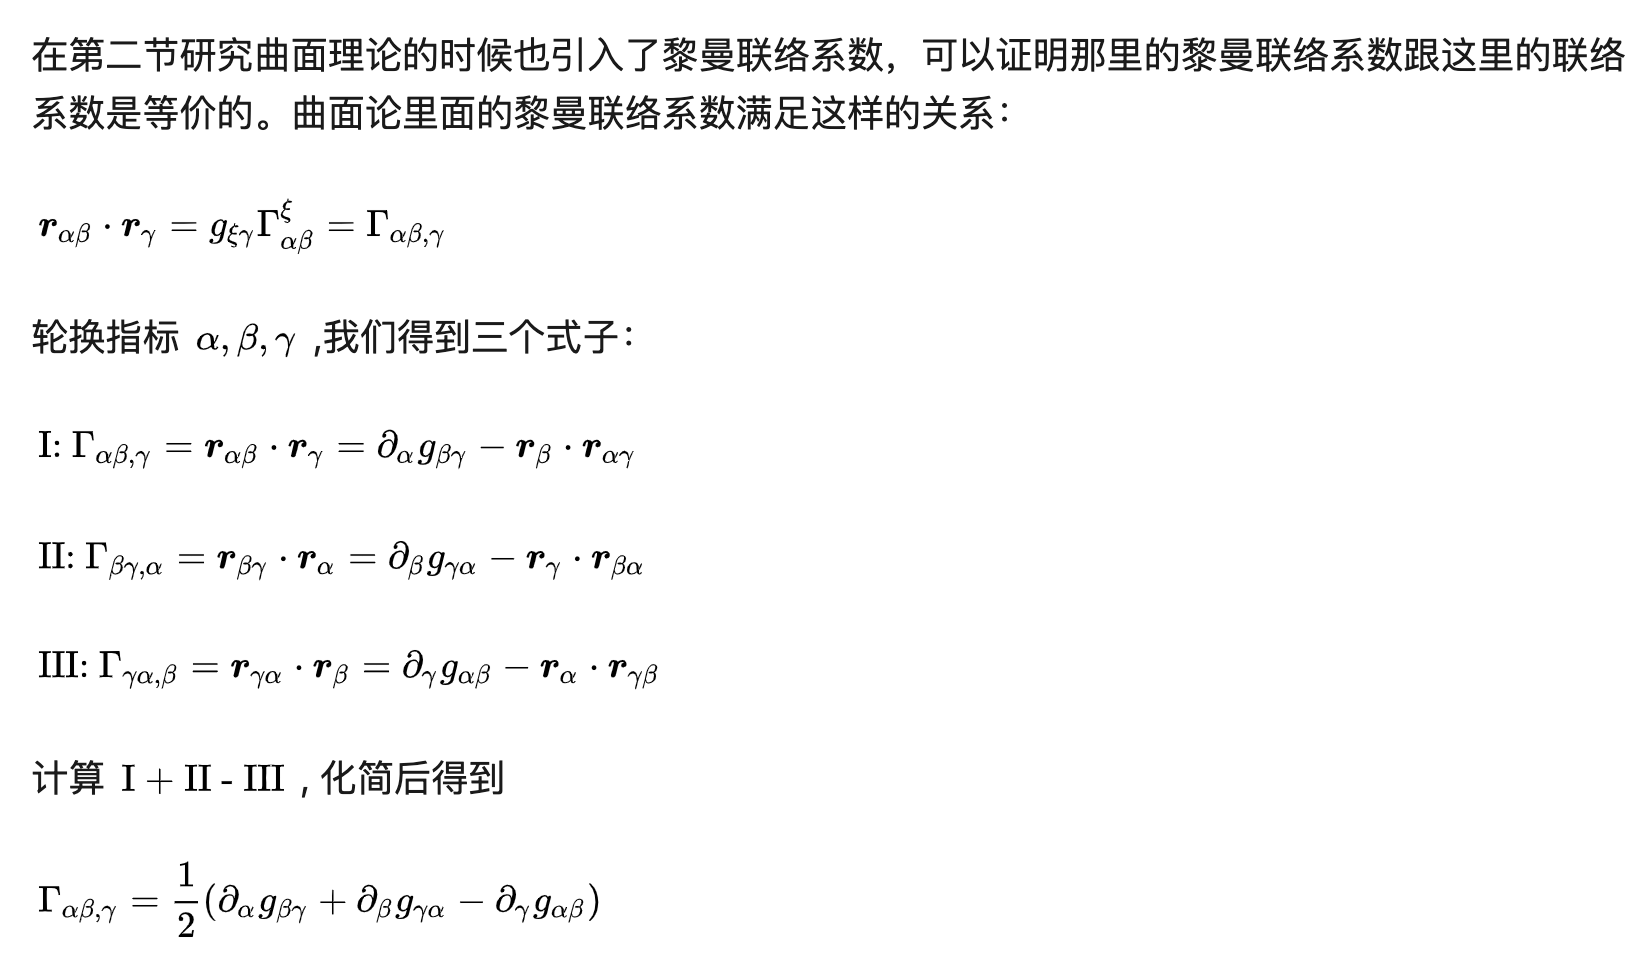 在第二节研究曲面理论的时候也引入了黎曼联络系数，可以证明那里的黎曼联络系数跟这里的联络
系数是等价的。曲面论里面的黎曼联络系数满足这样的关系：
$\boldsymbol{r}_{\alpha\beta}\cdot\boldsymbol{r}_{\gamma}=g_{\xi\gamma}\Gamma^{\xi}_{\alpha\beta}=\Gamma_{\alpha\beta,\gamma}$
轮换指标 $\alpha,\beta,\gamma$ ,我们得到三个式子：
I: $\Gamma_{\alpha\beta,\gamma}=\boldsymbol{r}_{\alpha\beta}\cdot\boldsymbol{r}_{\gamma}=\partial_{\alpha}g_{\beta\gamma}-\boldsymbol{r}_{\beta}\cdot\boldsymbol{r}_{\alpha\gamma}$
II: $\Gamma_{\beta\gamma,\alpha}=\boldsymbol{r}_{\beta\gamma}\cdot\boldsymbol{r}_{\alpha}=\partial_{\beta}g_{\gamma\alpha}-\boldsymbol{r}_{\gamma}\cdot\boldsymbol{r}_{\beta\alpha}$
III: $\Gamma_{\gamma\alpha,\beta}=\boldsymbol{r}_{\gamma\alpha}\cdot\boldsymbol{r}_{\beta}=\partial_{\gamma}g_{\alpha\beta}-\boldsymbol{r}_{\alpha}\cdot\boldsymbol{r}_{\gamma\beta}$
计算 I + II - III , 化简后得到
$\Gamma_{\alpha\beta,\gamma}=\frac{1}{2}(\partial_{\alpha}g_{\beta\gamma}+\partial_{\beta}g_{\gamma\alpha}-\partial_{\gamma}g_{\alpha\beta})$